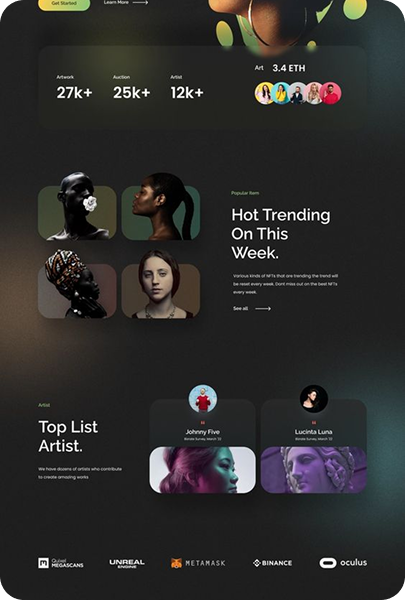 Get Started
Learn More
Artwork
Auction
Artist
27k+
25k+
12k+
Art
3.4 ETH
Popular Item
Hot Trending
On This
Week.
Various kinds of NFTs that are trending the trend will
be reset every week. Dont miss out on the best NFTs
every week.
See all
Artist
Top List
Artist.
We have dozens of artists who contribute
to create amazing works
Johnny Five
Lucinta Luna
Quixel
MEGASCANS
UNREAL
ENGINE
METAMASK
BINANCE
oculus